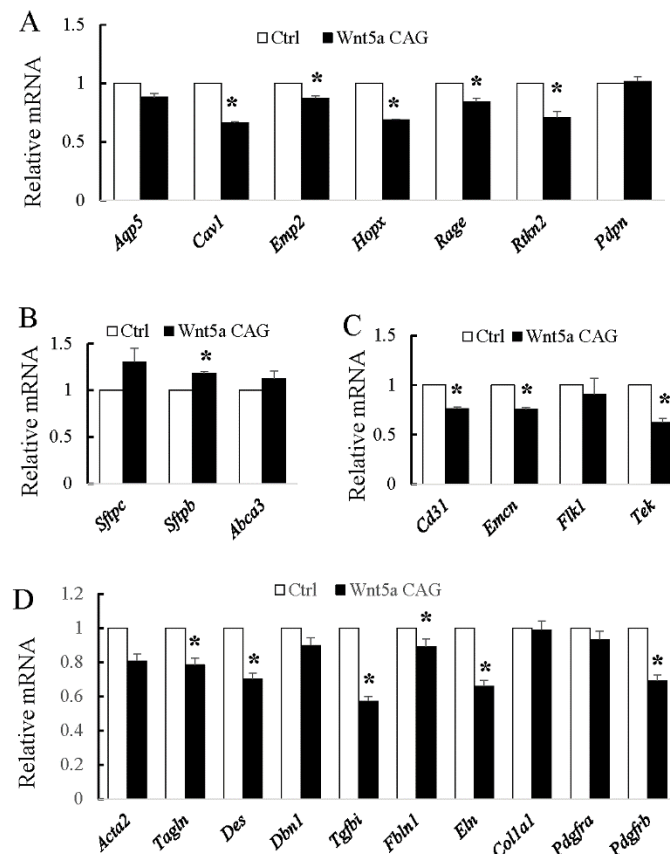 A
Ctrl Wnt5a CAG
Relative mRNA
1.5
1
0.5
0
* * * * *
Aqp5 Cav1 Emp2 Hopx Rage Rtkn2 Pdpn
B
Ctrl Wnt5a CAG
Relative mRNA
1.5
1
0.5
0
*
Sftpc Sftpb Abca3
C
Ctrl Wnt5a CAG
Relative mRNA
1.5
1
0.5
0
* * *
Cd31 Emcn Flk1 Tek
D
Ctrl Wnt5a CAG
Relative mRNA
1.2
1
0.8
0.6
0.4
0.2
0
* * * * * *
Acta2 Tagln Des Dbn1 Tgfbi Fbln1 Eln Col1a1 Pdgfra Pdgfrb